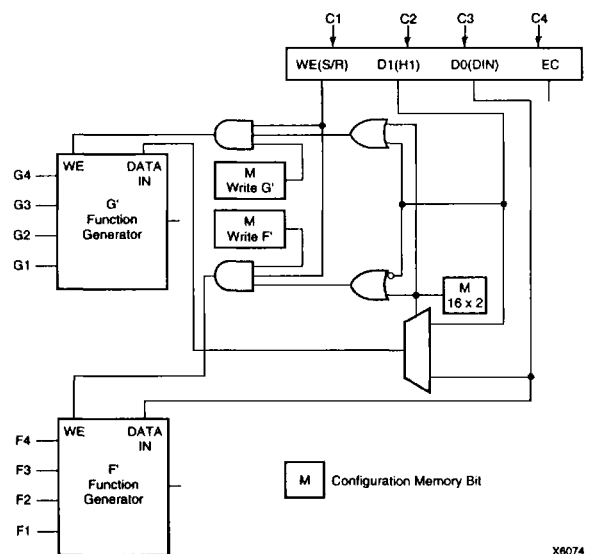 C1 C2 C3 C4
WE(S/R) D1(H1) D0(DIN) EC
WE DATA IN
G'
Function
Generator
G4
G3
G2
G1
M
Write G'
M
Write F'
M
16 x 2
WE DATA IN
F'
Function
Generator
F4
F3
F2
F1
M Configuration Memory Bit
X6074